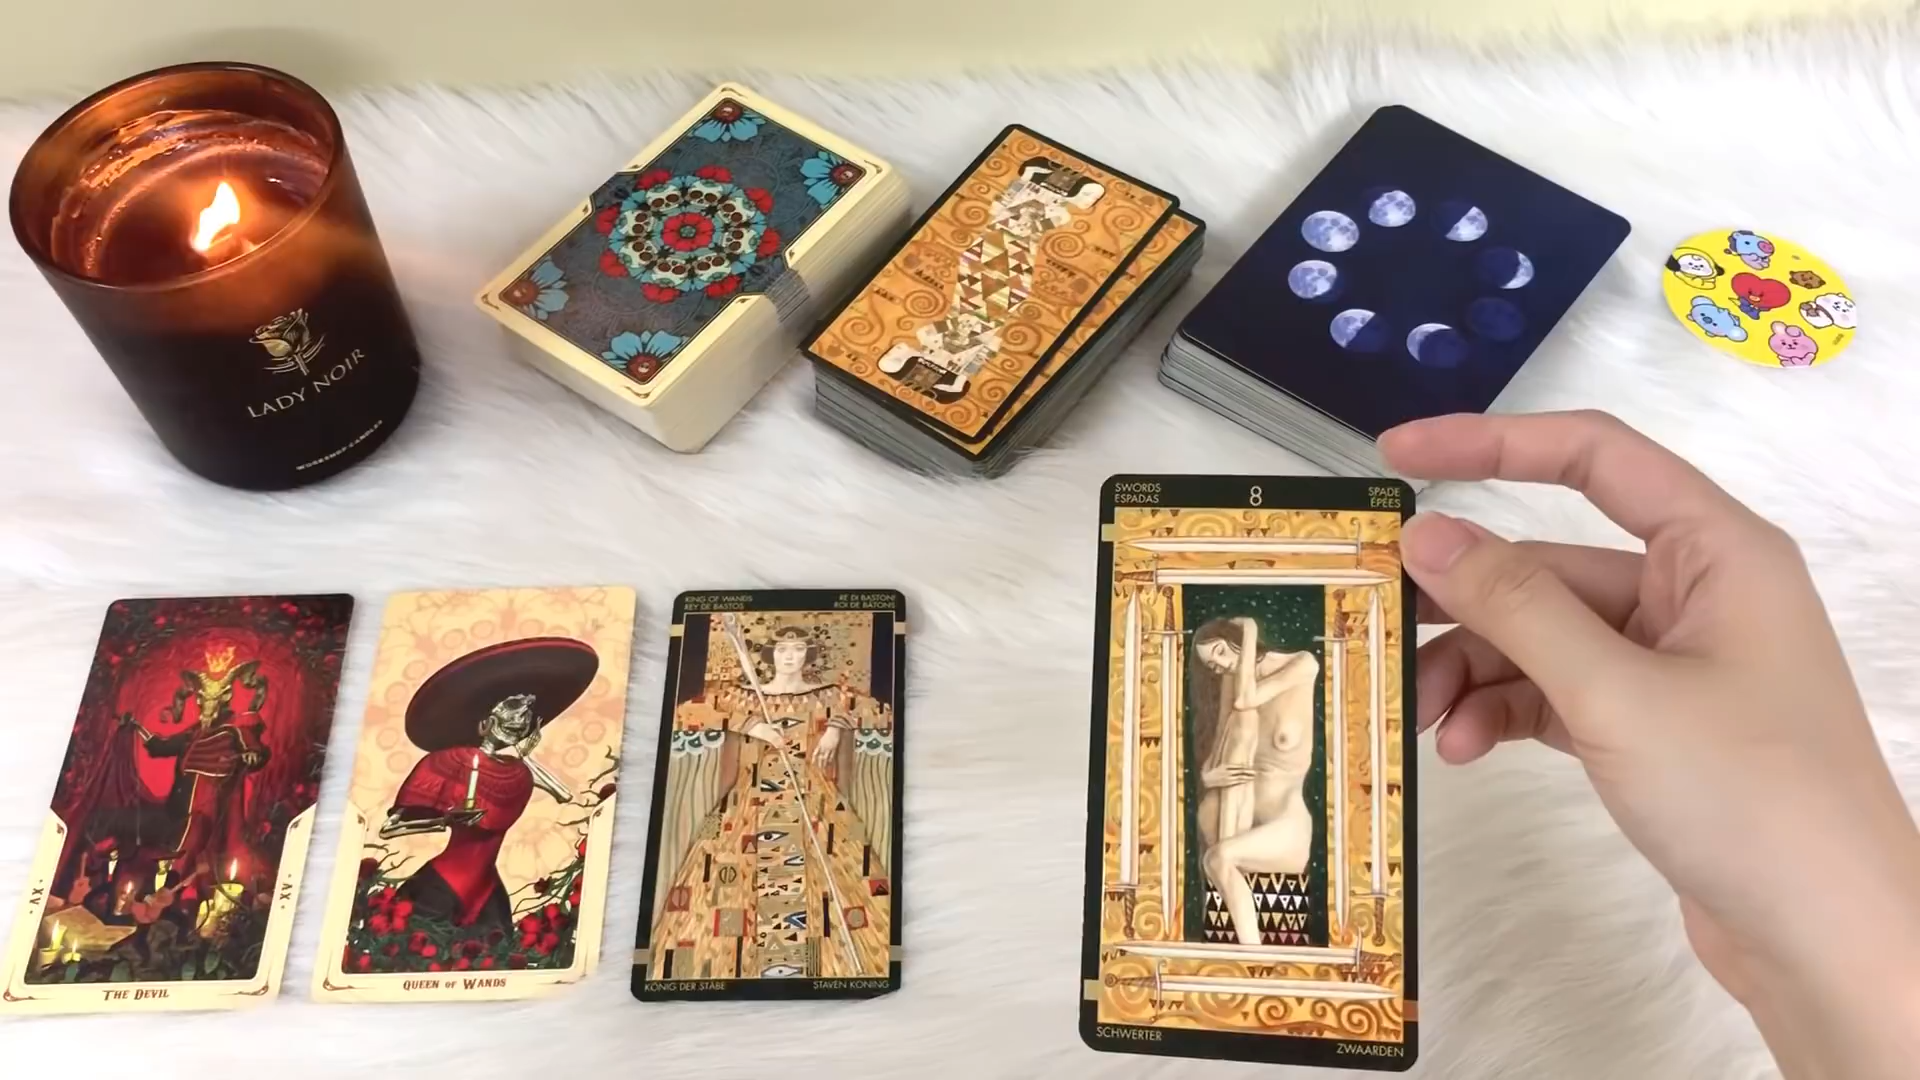 LADY NOIR
WORKSHOP CANDLES
SWORDS
ESPADAS
8
SPADE
ÉPÉES
SCHWERTER
ZWAARDEN
KING OF WANDS
REY DE BASTOS
RE DI BASTONI
ROI DE BÂTONS
KÖNIG DER STÄBE
STAVEN KONING
• XV •
• XV •
THE DEVIL
QUEEN OF WANDS